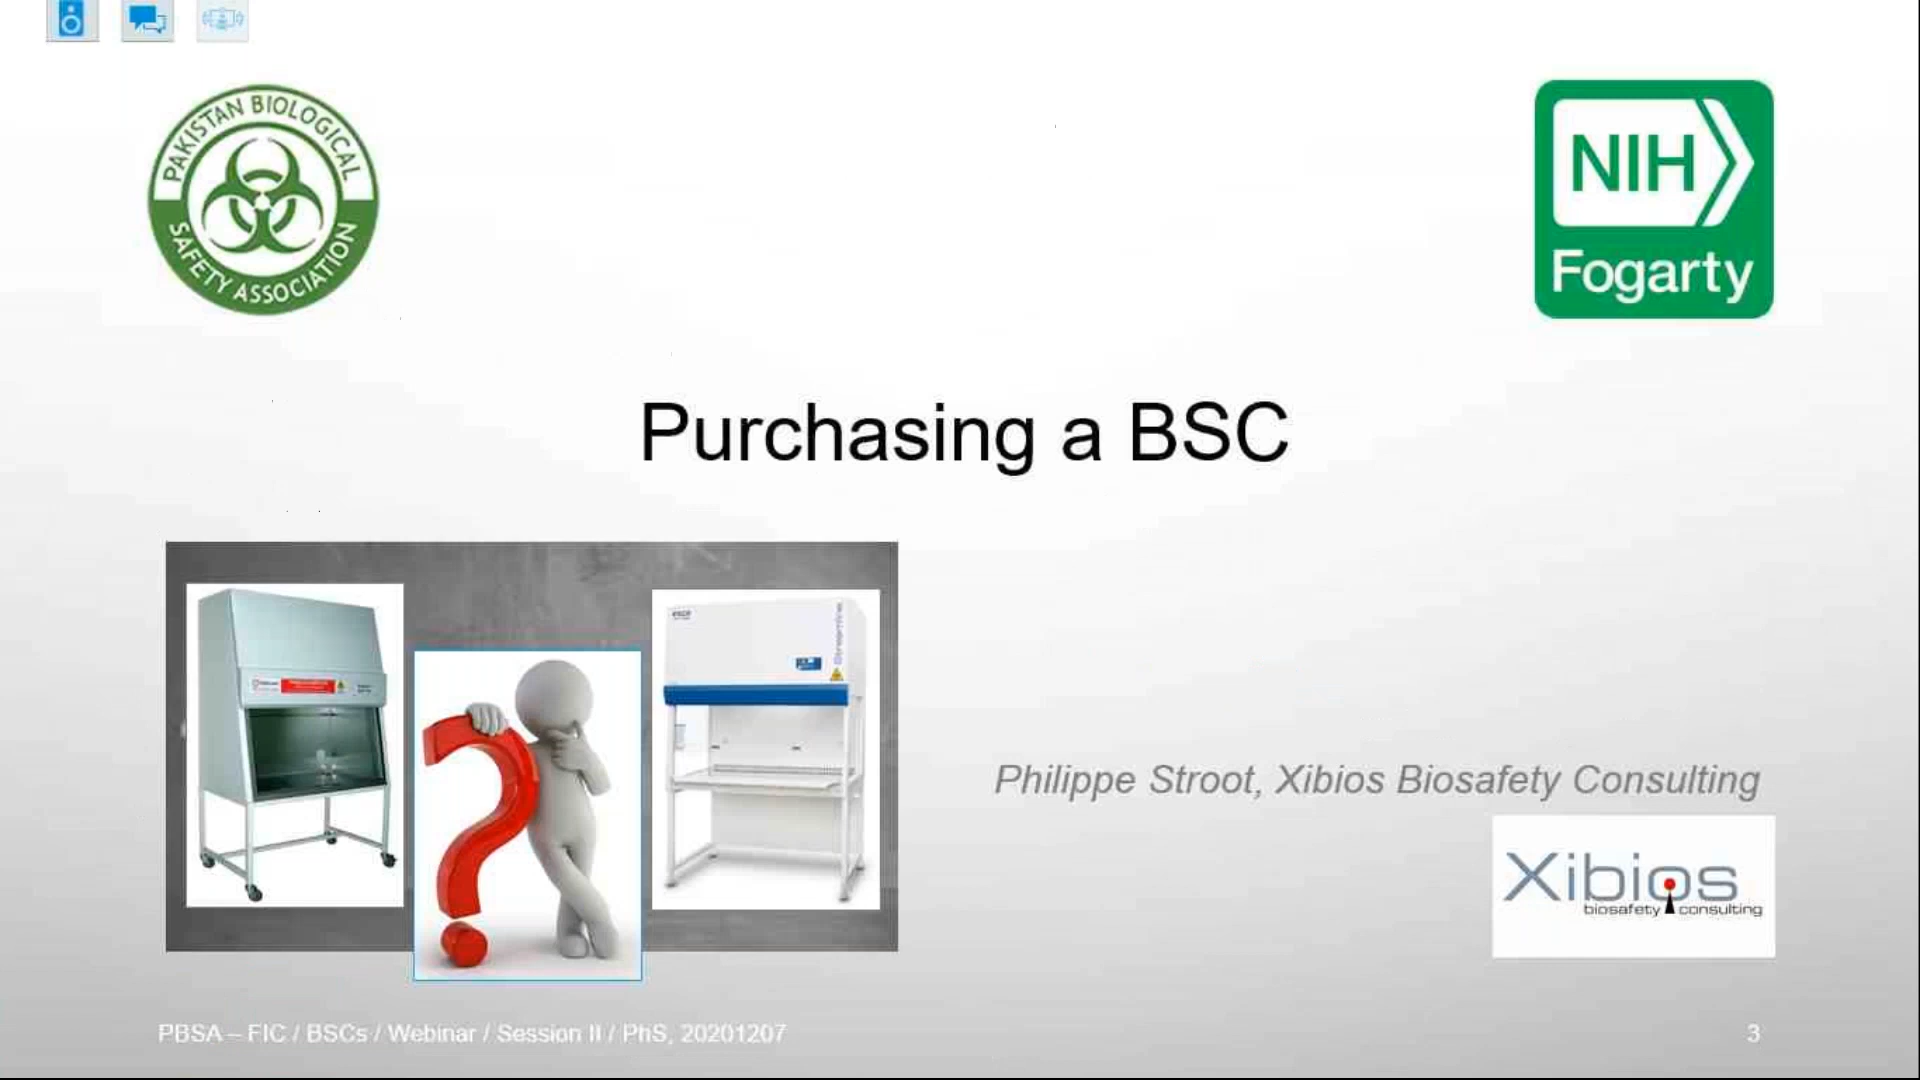 PAKISTAN BIOLOGICAL
SAFETY ASSOCIATION
NIH
Fogarty
Purchasing a BSC
Streamline
Philippe Stroot, Xibios Biosafety Consulting
Xibios
biosafety consulting
PBSA – FIC / BSCs / Webinar / Session II / PhS, 20201207
3